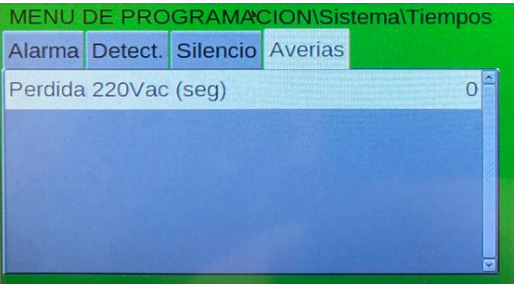 MENU DE PROGRAMACION\Sistema\Tiempos
Alarma Detect. Silencio Averias
Perdida 220Vac (seg) 0